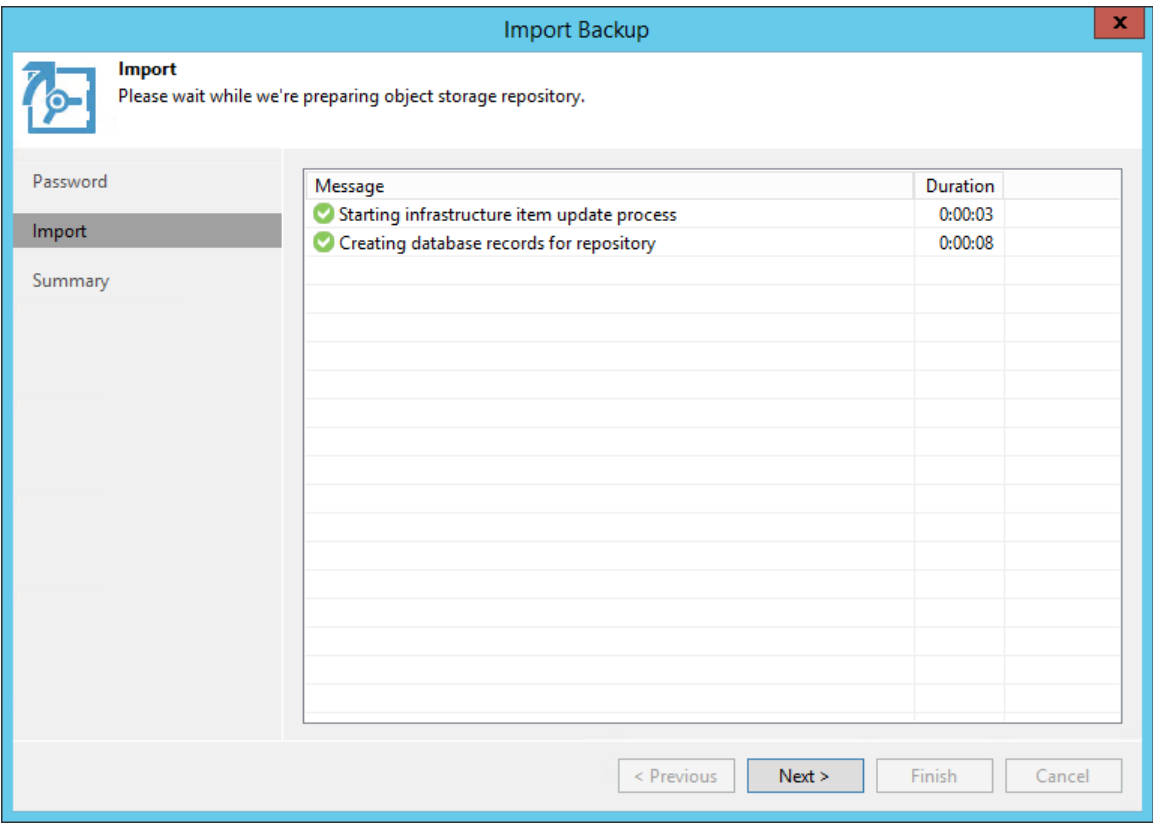 Import Backup
x
Import
Please wait while we're preparing object storage repository.
Password
Import
Summary
Message Duration
Starting infrastructure item update process 0:00:03
Creating database records for repository 0:00:08
< Previous Next > Finish Cancel